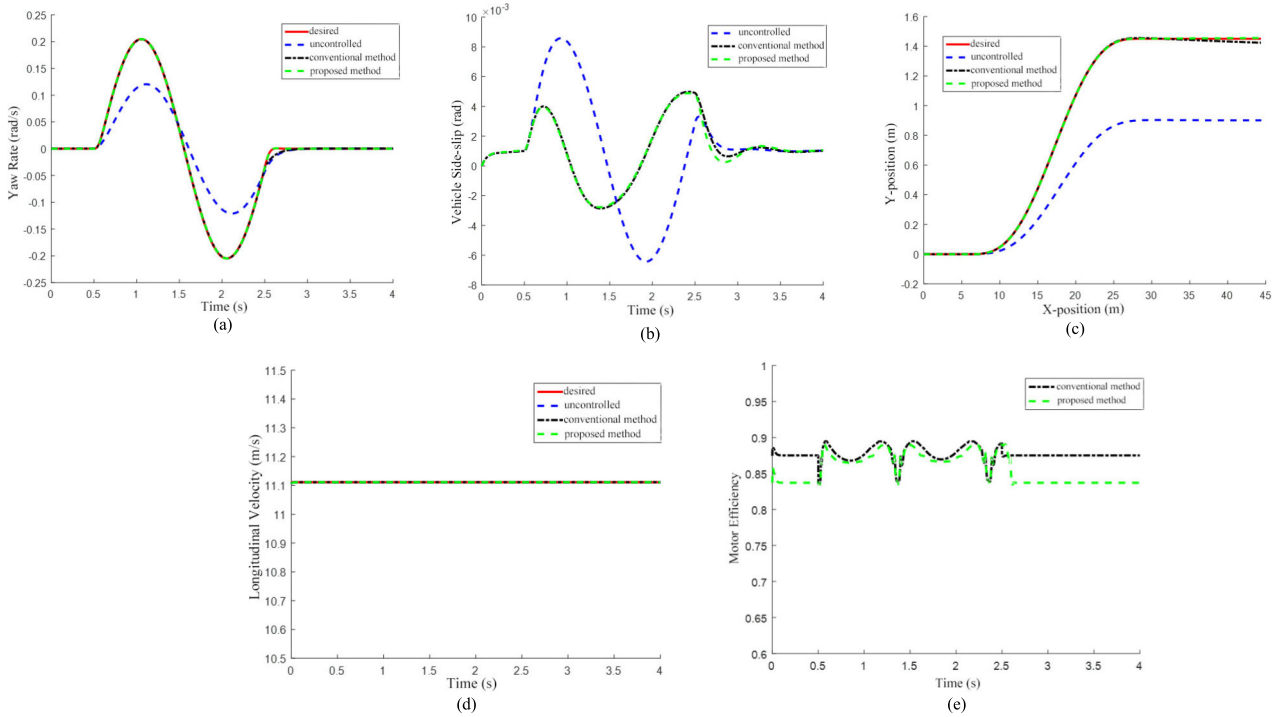 0.25
0.2
0.15
0.1
0.05
0
-0.05
-0.1
-0.15
-0.2
-0.25
0 0.5 1 1.5 2 2.5 3 3.5 4
Yaw Rate (rad/s)
Time (s)
desired
uncontrolled
conventional method
proposed method
(a)
×10⁻³
10
8
6
4
2
0
-2
-4
-6
-8
0 0.5 1 1.5 2 2.5 3 3.5 4
Vehicle Side-slip (rad)
Time (s)
uncontrolled
conventional method
proposed method
(b)
1.6
1.4
1.2
1
0.8
0.6
0.4
0.2
0
-0.2
0 5 10 15 20 25 30 35 40 45
Y-position (m)
X-position (m)
desired
uncontrolled
conventional method
proposed method
(c)
11.5
11.4
11.3
11.2
11.1
11
10.9
10.8
10.7
10.6
10.5
0 0.5 1 1.5 2 2.5 3 3.5 4
Longitudinal Velocity (m/s)
Time (s)
desired
uncontrolled
conventional method
proposed method
(d)
1
0.95
0.9
0.85
0.8
0.75
0.7
0.65
0.6
0 0.5 1 1.5 2 2.5 3 3.5 4
Motor Efficiency
Time (s)
conventional method
proposed method
(e)